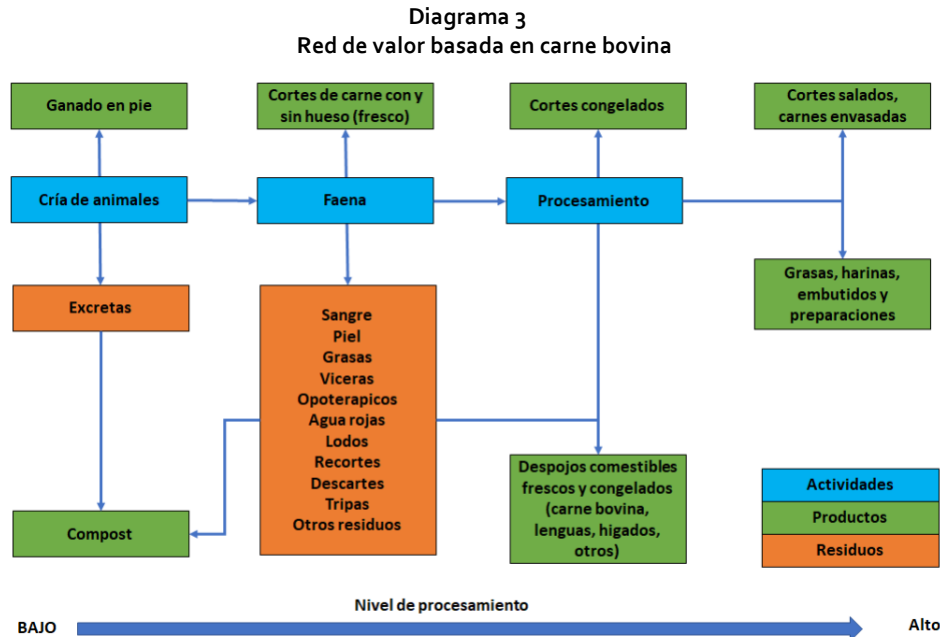 Diagrama 3
Red de valor basada en carne bovina
Ganado en pie
Cortes de carne con y
sin hueso (fresco)
Cortes congelados
Cortes salados,
carnes envasadas
Cría de animales
Faena
Procesamiento
Grasas, harinas,
embutidos y
preparaciones
Excretas
Sangre
Piel
Grasas
Viceras
Opoterapicos
Agua rojas
Lodos
Recortes
Descartes
Tripas
Otros residuos
Compost
Despojos comestibles
frescos y congelados
(carne bovina,
lenguas, higados,
otros)
Actividades
Productos
Residuos
Nivel de procesamiento
BAJO
Alto